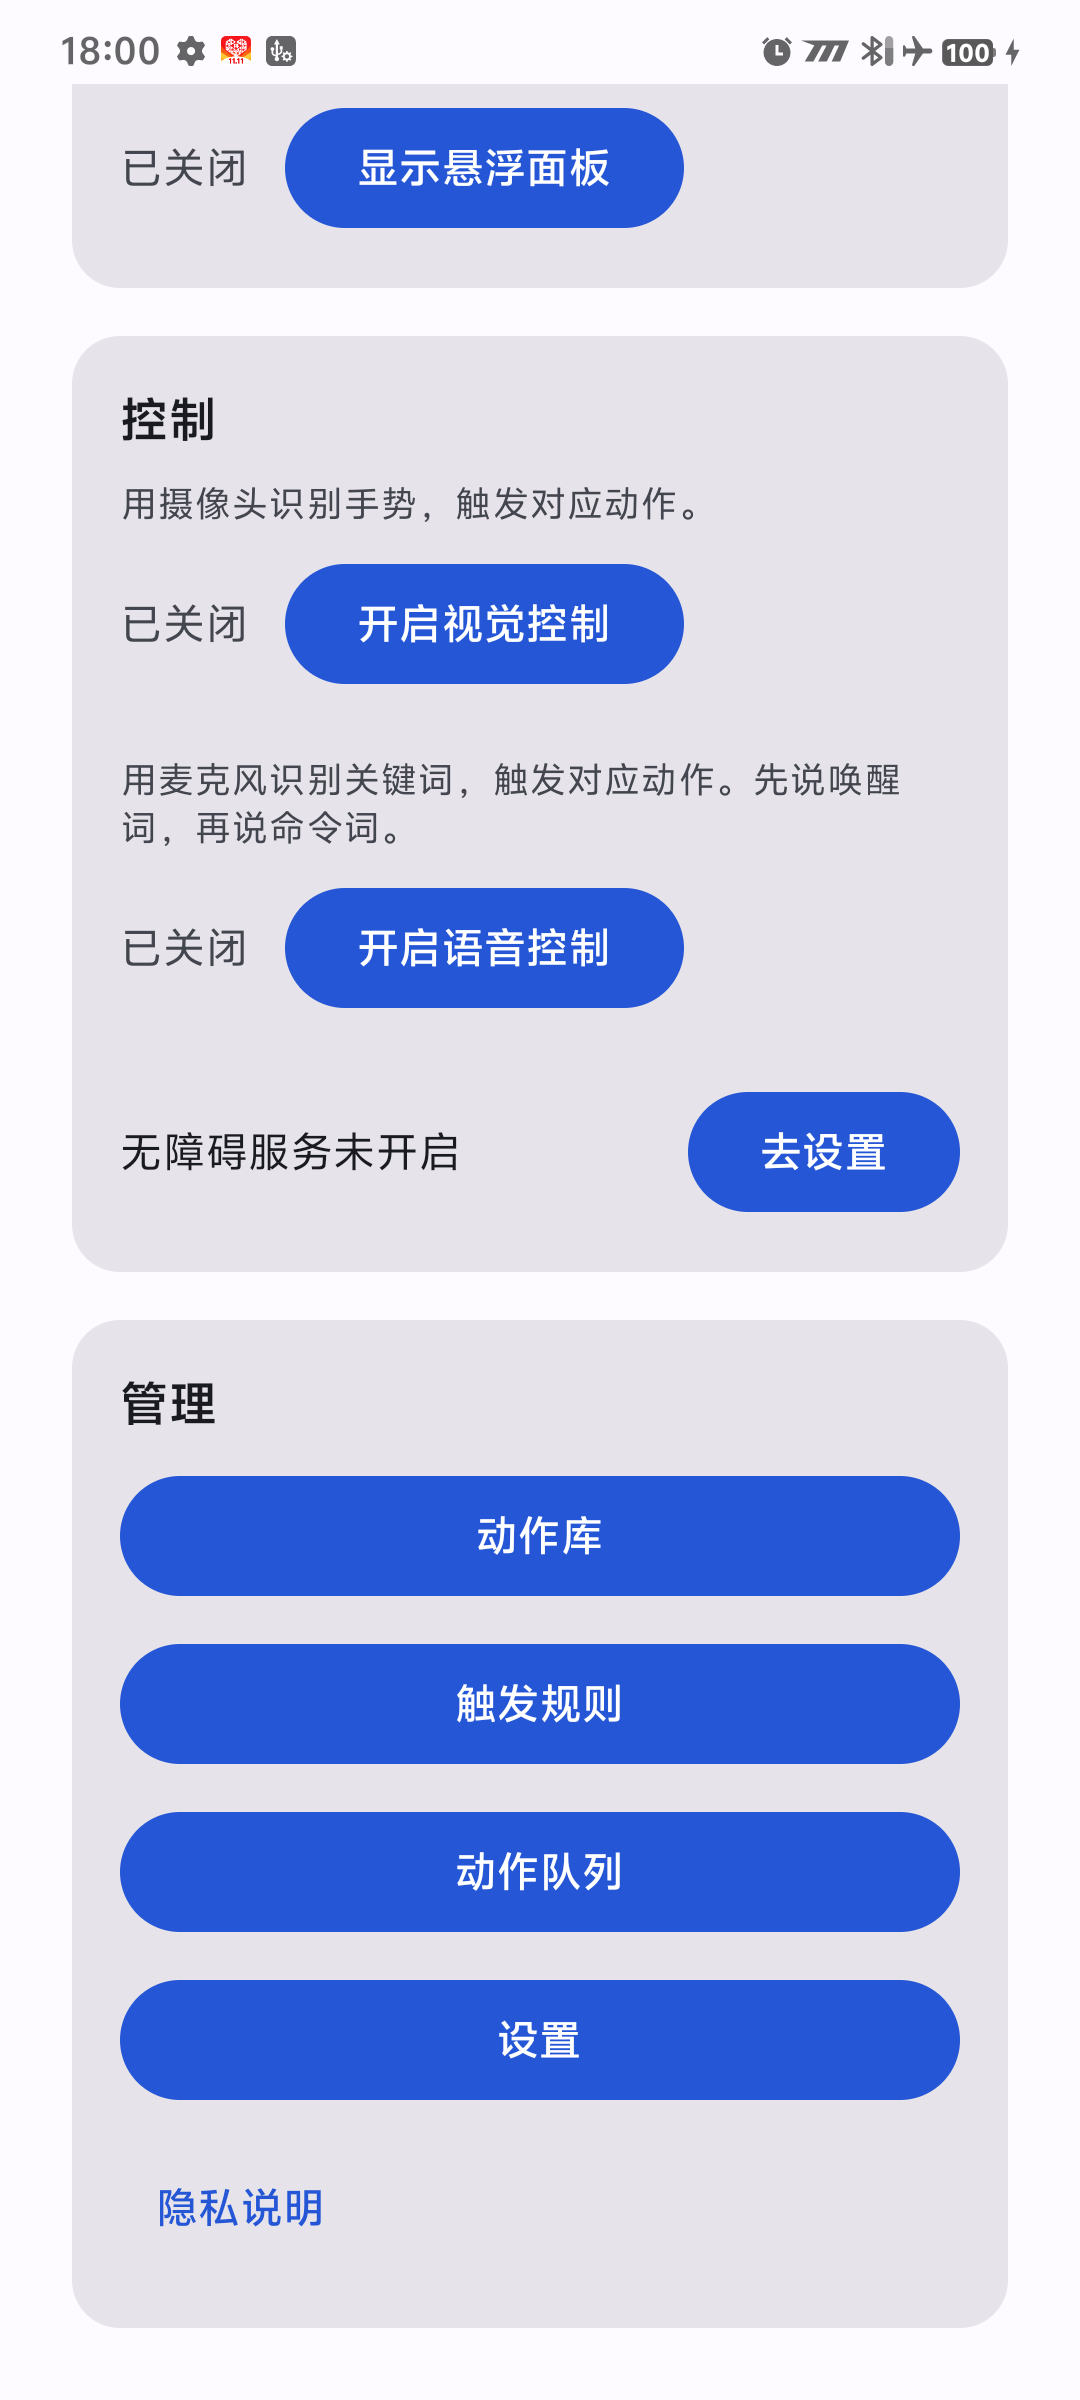 18:00
11.11
100
已关闭
显示悬浮面板
控制
用摄像头识别手势，触发对应动作。
已关闭
开启视觉控制
用麦克风识别关键词，触发对应动作。先说唤醒
词，再说命令词。
已关闭
开启语音控制
无障碍服务未开启
去设置
管理
动作库
触发规则
动作队列
设置
隐私说明